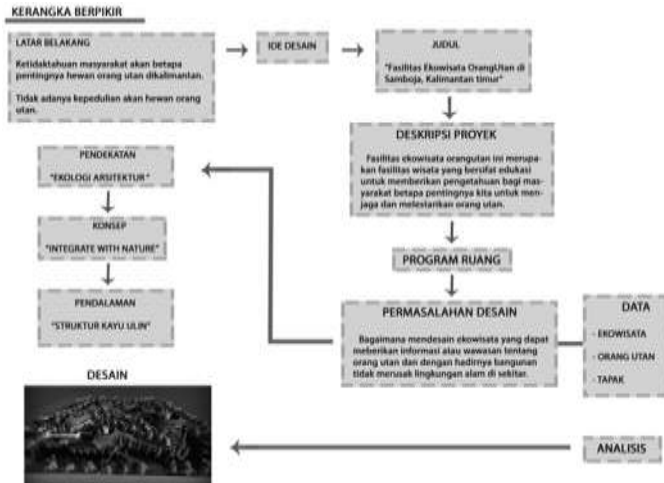 KERANGKA BERPIKIR
LATAR BELAKANG
Ketidaktahuan masyarakat akan betapa
pentingnya hewan orang utan dikalimantan.
Tidak adanya kepedulian akan hewan orang
utan.
IDE DESAIN
JUDUL
"Fasilitas Ekowisata OrangUtan di
Samboja, Kalimantan timur"
DESKRIPSI PROYEK
Fasilitas ekowisata orangutan ini merupa-
kan fasilitas wisata yang bersifat edukasi
untuk memberikan pengetahuan bagi mas-
yarakat betapa pentingnya kita untuk men-
jaga dan melestarikan orang utan.
PROGRAM RUANG
PERMASALAHAN DESAIN
Bagaimana mendesain ekowisata yang dapat
meberikan informasi atau wawasan tentang
orang utan dan dengan hadirnya bangunan
tidak merusak lingkungan alam di sekitar.
DATA
- EKOWISATA
- ORANG UTAN
- TAPAK
PENDEKATAN
"EKOLOGI ARSITEKTUR"
KONSEP
"INTEGRATE WITH NATURE"
PENDALAMAN
"STRUKTUR KAYU ULIN"
DESAIN
ANALISIS